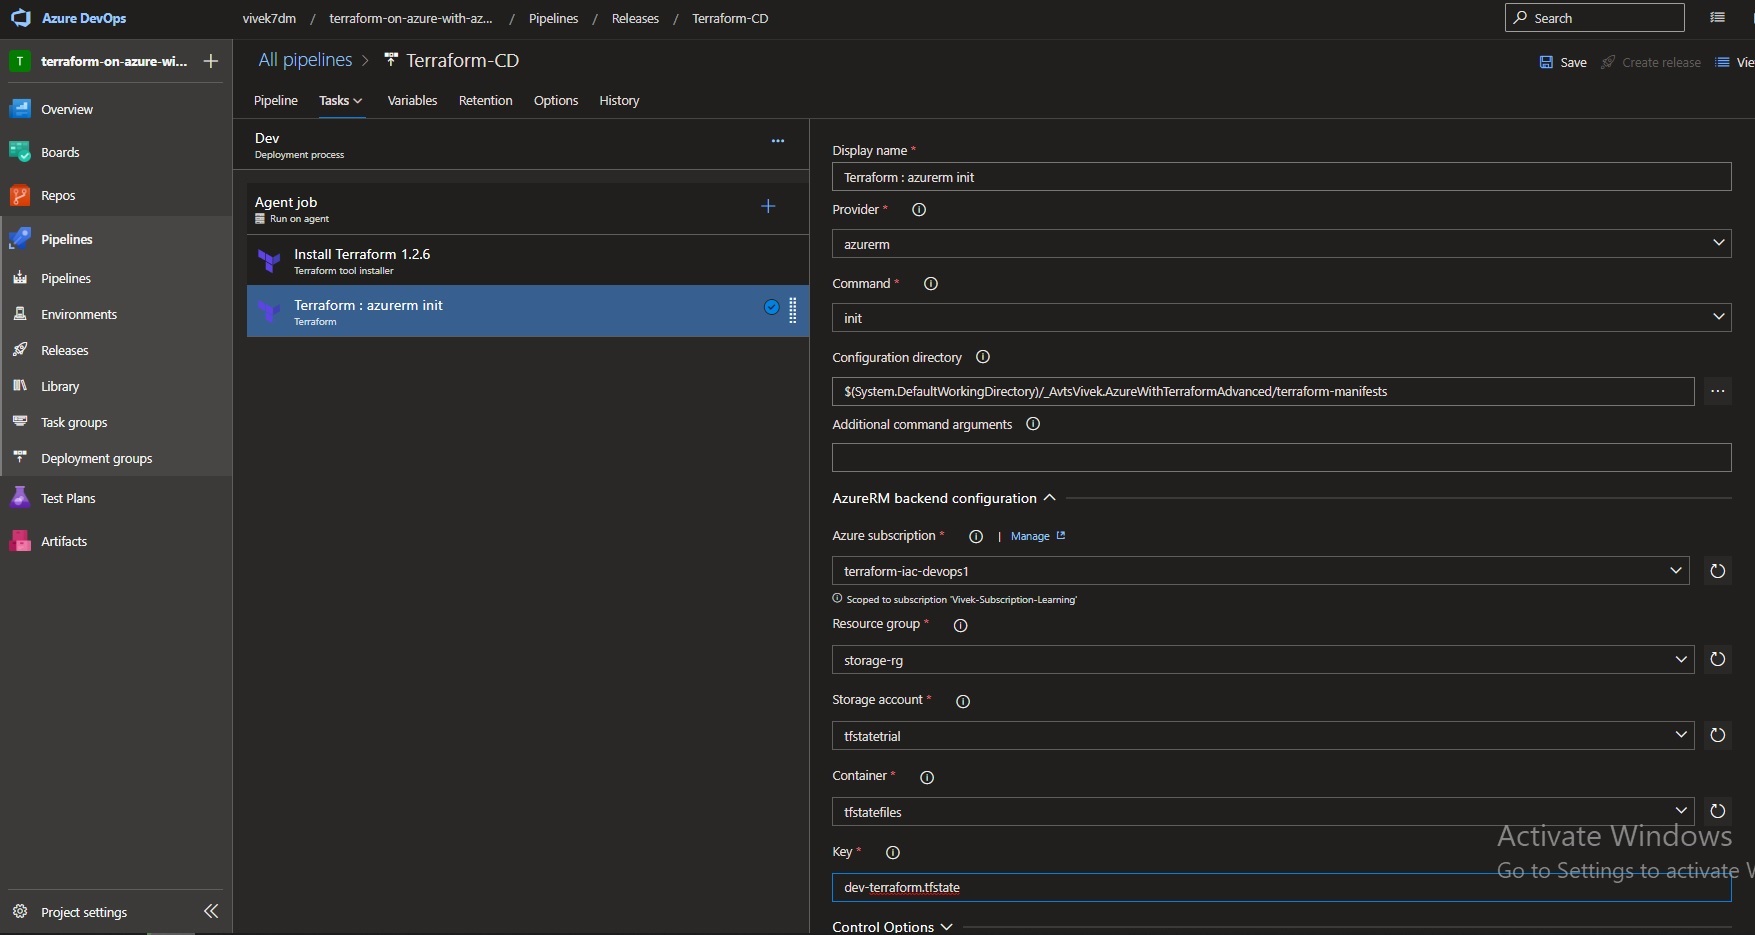 Azure DevOps
vivek7dm / terraform-on-azure-with-az... / Pipelines / Releases / Terraform-CD
Search
T terraform-on-azure-wi...
Overview
Boards
Repos
Pipelines
Pipelines
Environments
Releases
Library
Task groups
Deployment groups
Test Plans
Artifacts
Project settings
All pipelines > Terraform-CD
Save
Create release
Vie
Pipeline Tasks Variables Retention Options History
Dev
Deployment process
Agent job
Run on agent
Install Terraform 1.2.6
Terraform tool installer
Terraform : azurerm init
Terraform
Display name *
Terraform : azurerm init
Provider *
azurerm
Command *
init
Configuration directory
$(System.DefaultWorkingDirectory)/_AvtsVivek.AzureWithTerraformAdvanced/terraform-manifests
Additional command arguments
AzureRM backend configuration
Azure subscription * | Manage
terraform-iac-devops1
Scoped to subscription 'Vivek-Subscription-Learning'
Resource group *
storage-rg
Storage account *
tfstatetrial
Container *
tfstatefiles
Key *
dev-terraform.tfstate
Control Options
Activate Windows
Go to Settings to activate W